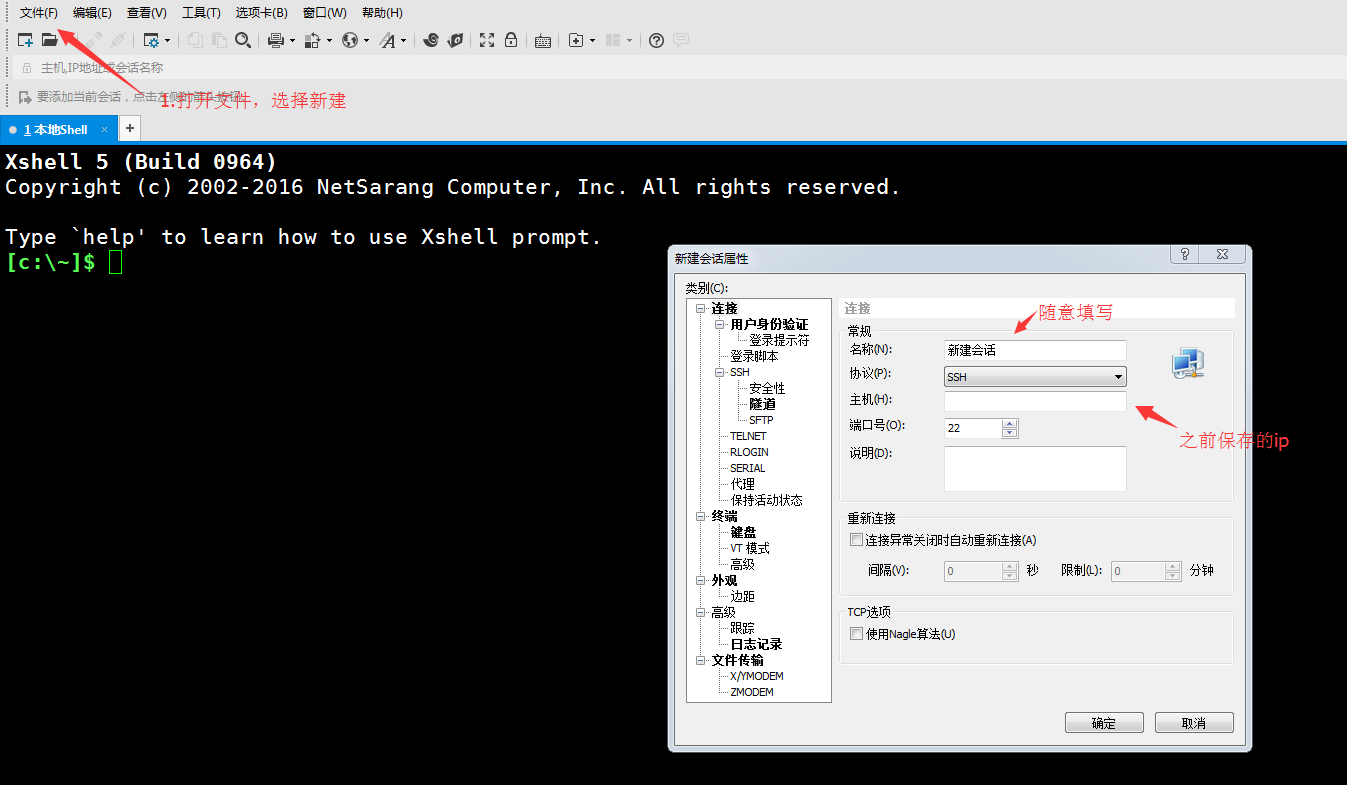 文件(F) 编辑(E) 查看(V) 工具(T) 选项卡(B) 窗口(W) 帮助(H)
主机,IP地址或会话名称
要添加当前会话，点击左侧的箭头按钮。
1.打开文件，选择新建
1 本地Shell × +
Xshell 5 (Build 0964)
Copyright (c) 2002-2016 NetSarang Computer, Inc. All rights reserved.
Type `help' to learn how to use Xshell prompt.
[c:\~]$
新建会话属性
类别(C):
连接
用户身份验证
登录提示符
登录脚本
SSH
安全性
隧道
SFTP
TELNET
RLOGIN
SERIAL
代理
保持活动状态
终端
键盘
VT 模式
高级
外观
边距
高级
跟踪
日志记录
文件传输
X/YMODEM
ZMODEM
连接
随意填写
常规
名称(N): 新建会话
协议(P): SSH
主机(H):
之前保存的ip
端口号(O): 22
说明(D):
重新连接
连接异常关闭时自动重新连接(A)
间隔(V): 0 秒 限制(L): 0 分钟
TCP选项
使用Nagle算法(U)
确定 取消